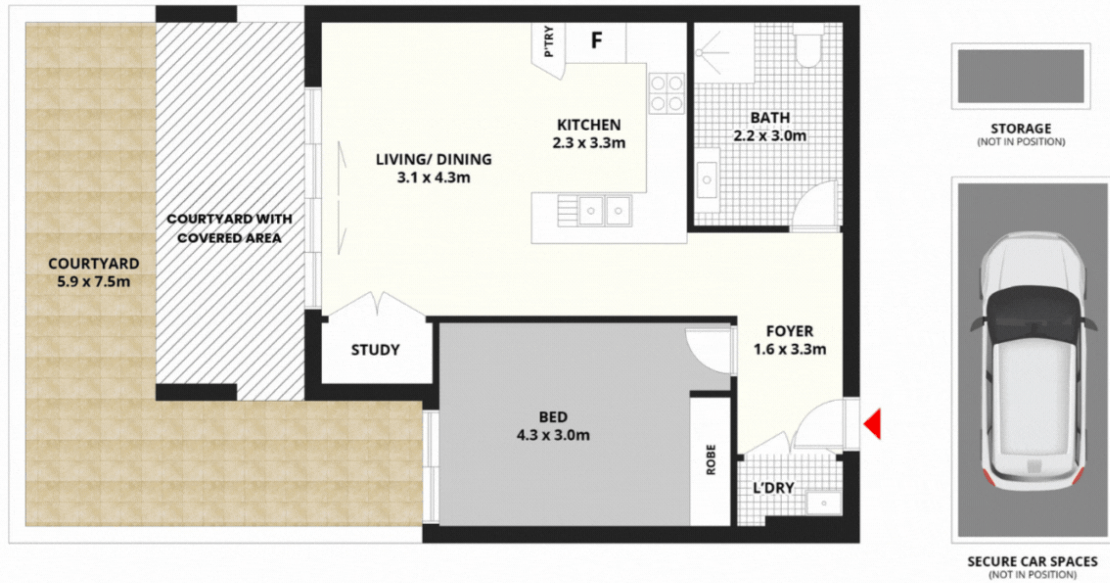 P'TRY
F
KITCHEN
2.3 x 3.3m
BATH
2.2 x 3.0m
LIVING/ DINING
3.1 x 4.3m
COURTYARD WITH
COVERED AREA
COURTYARD
5.9 x 7.5m
STUDY
FOYER
1.6 x 3.3m
BED
4.3 x 3.0m
ROBE
L'DRY
STORAGE
(NOT IN POSITION)
SECURE CAR SPACES
(NOT IN POSITION)